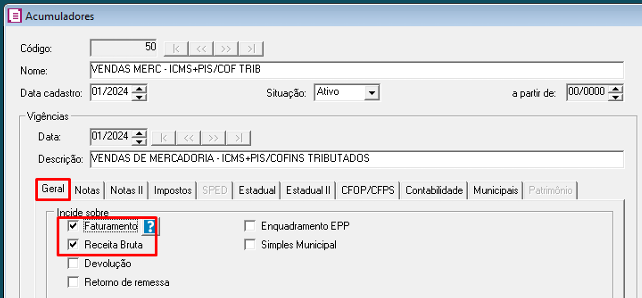 Acumuladores
Código: 50 |< << >> >|
Nome: VENDAS MERC - ICMS+PIS/COF TRIB
Data cadastro: 01/2024 Situação: Ativo a partir de: 00/0000
Vigências
Data: 01/2024 |< << >> >|
Descrição: VENDAS DE MERCADORIA - ICMS+PIS/COFINS TRIBUTADOS
Geral Notas Notas II Impostos SPED Estadual Estadual II CFOP/CFPS Contabilidade Municipais Patrimônio
Incide sobre
Faturamento ? Enquadramento EPP
Receita Bruta Simples Municipal
Devolução
Retorno de remessa